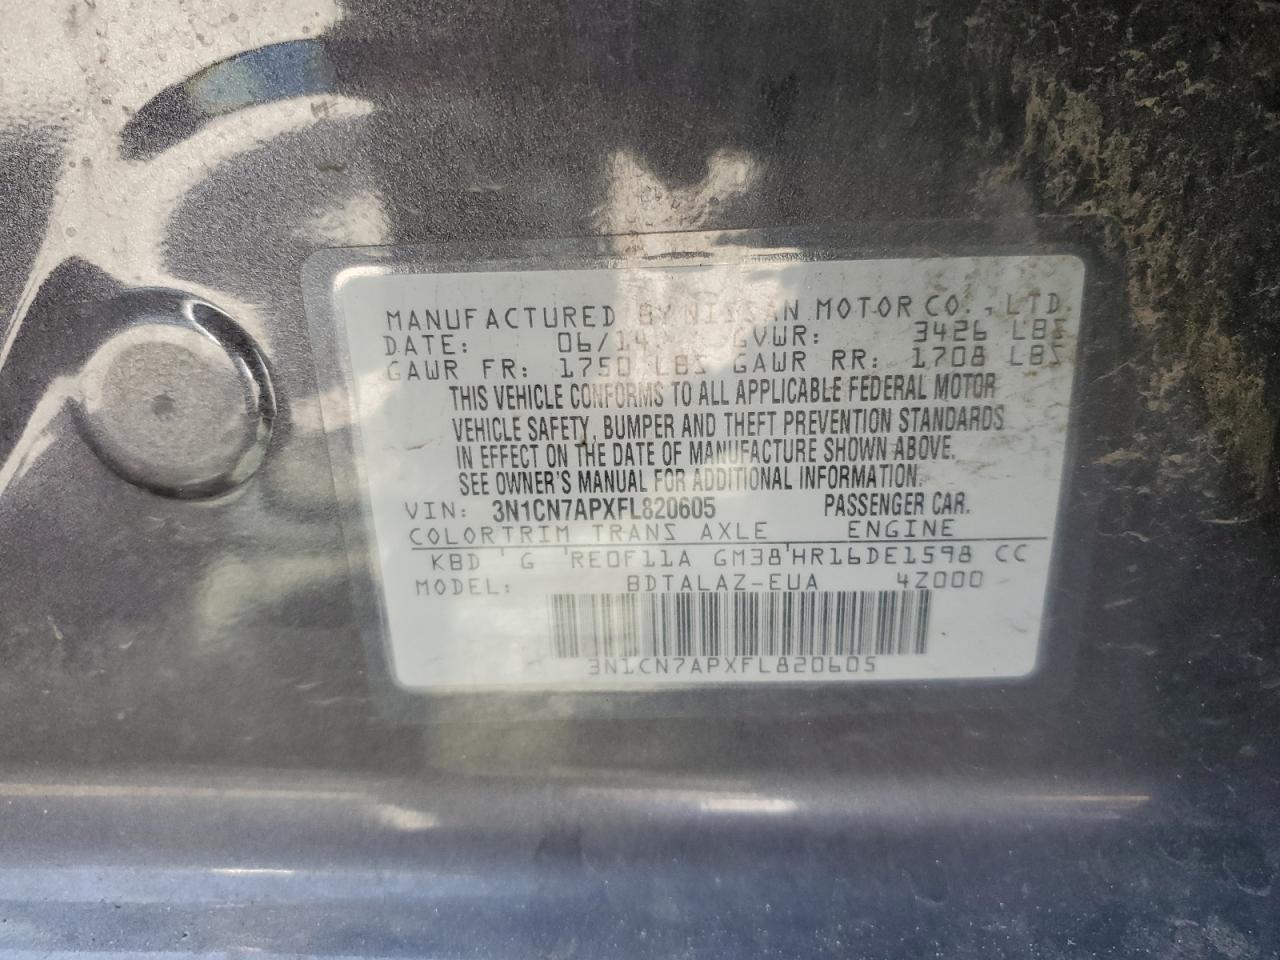 MANUFACTURED BY NISSAN MOTOR CO., LTD.
DATE: 06/14 GVWR: 3426 LBS
GAWR FR: 1750 LBS GAWR RR: 1708 LBS
THIS VEHICLE CONFORMS TO ALL APPLICABLE FEDERAL MOTOR
VEHICLE SAFETY, BUMPER AND THEFT PREVENTION STANDARDS
IN EFFECT ON THE DATE OF MANUFACTURE SHOWN ABOVE.
SEE OWNER'S MANUAL FOR ADDITIONAL INFORMATION.
VIN: 3N1CN7APXFL820605 PASSENGER CAR.
COLORTRIM TRANS AXLE ENGINE
KBD ' G ' RE0F11A GM38'HR16DE1598 CC
MODEL: BDTALAZ-EUA 4Z000
3N1CN7APXFL820605